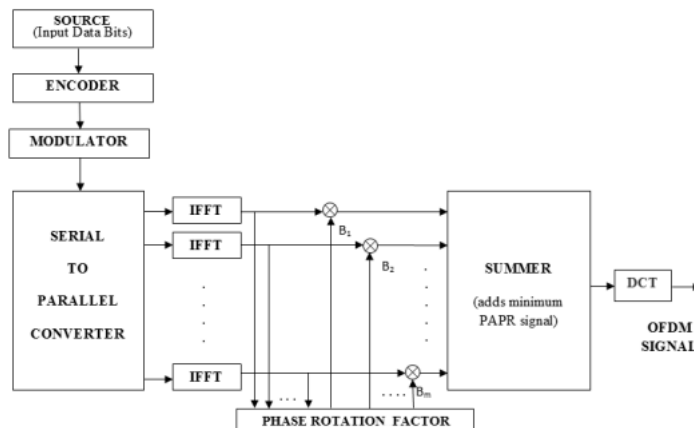 SOURCE
(Input Data Bits)
ENCODER
MODULATOR
SERIAL
TO
PARALLEL
CONVERTER
IFFT
IFFT
IFFT
B1
B2
Bm
PHASE ROTATION FACTOR
SUMMER
(adds minimum
PAPR signal)
DCT
OFDM
SIGNAL